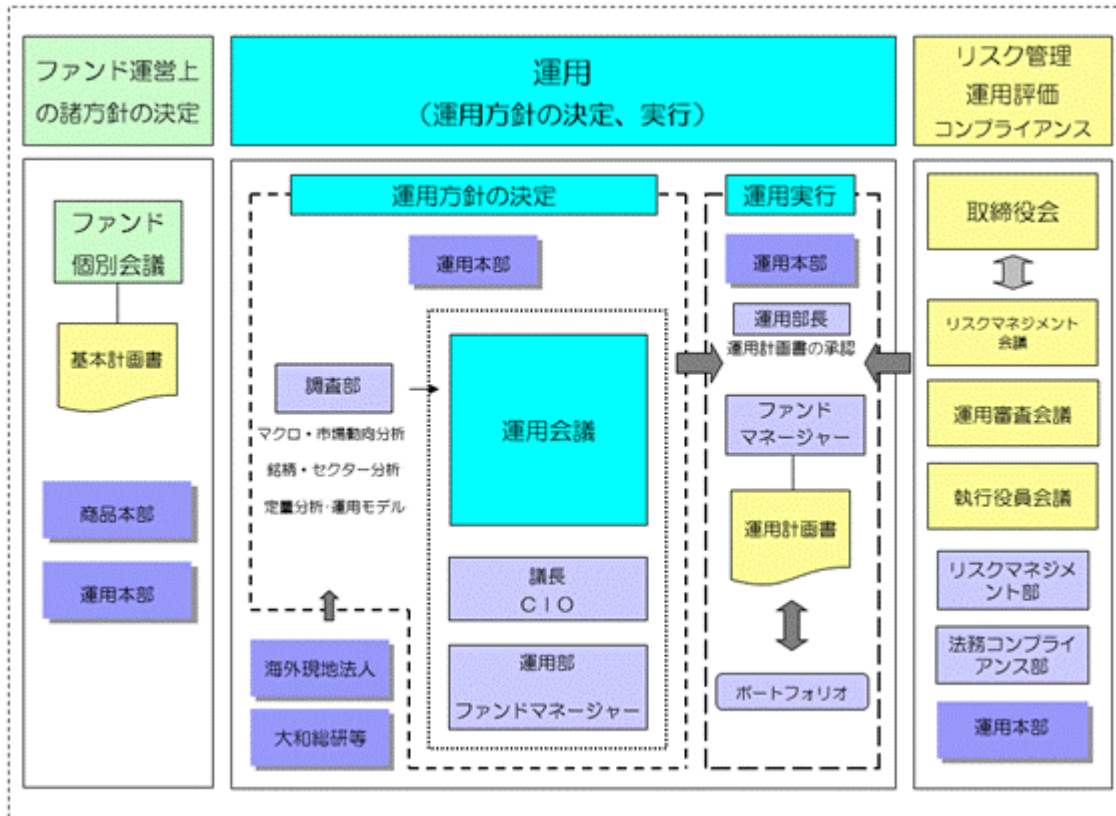 ファンド運営上
の諸方針の決定
運用
（運用方針の決定、実行）
リスク管理
運用評価
コンプライアンス
ファンド
個別会議
基本計画書
商品本部
運用本部
運用方針の決定
運用本部
調査部
マクロ・市場動向分析
銘柄・セクター分析
定量分析・運用モデル
運用会議
議長
ＣＩＯ
運用部
ファンドマネージャー
海外現地法人
大和総研等
運用実行
運用本部
運用部長
運用計画書の承認
ファンド
マネージャー
運用計画書
ポートフォリオ
取締役会
リスクマネジメント
会議
運用審査会議
執行役員会議
リスクマネジメ
ント部
法務コンプライ
アンス部
運用本部